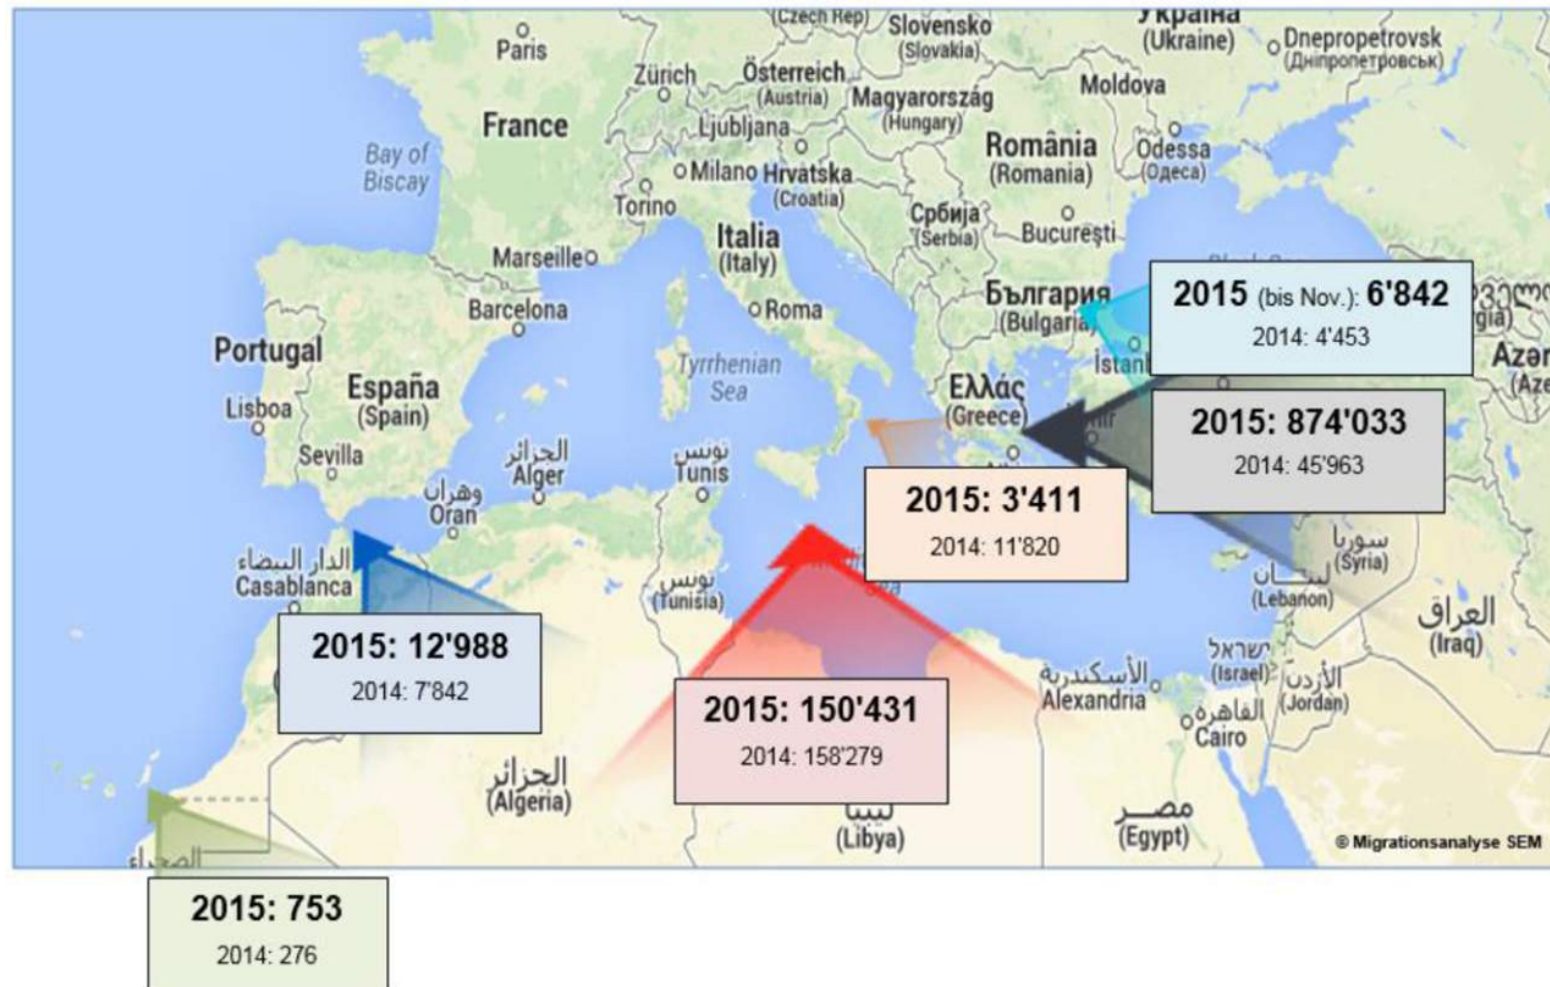 (Czech Rep)
Slovensko
(Slovakia)
Україна
(Ukraine)
Dnepropetrovsk
(Дніпропетровськ)
Paris
Zürich
Österreich
(Austria)
Magyarország
(Hungary)
Moldova
France
Ljubljana
România
(Romania)
Odessa
(Одеса)
Bay of
Biscay
Milano
Hrvatska
(Croatia)
Torino
Србија
(Serbia)
București
Italia
(Italy)
Marseille
Barcelona
Roma
България
(Bulgaria)
2015 (bis Nov.): 6'842
2014: 4'453
Portugal
España
(Spain)
Tyrrhenian
Sea
Lisboa
Sevilla
Ελλάς
(Greece)
2015: 874'033
2014: 45'963
الجزائر
Alger
تونس
Tunis
وهران
Oran
2015: 3'411
2014: 11'820
الدار البيضاء
Casablanca
تونس
(Tunisia)
سوريا
(Syria)
لبنان
(Lebanon)
العراق
(Iraq)
2015: 12'988
2014: 7'842
ישראל
(Israel)
الأردن
(Jordan)
الأسكندرية
Alexandria
القاهرة
Cairo
2015: 150'431
2014: 158'279
الجزائر
(Algeria)
ليبيا
(Libya)
مصر
(Egypt)
© Migrationsanalyse SEM
2015: 753
2014: 276